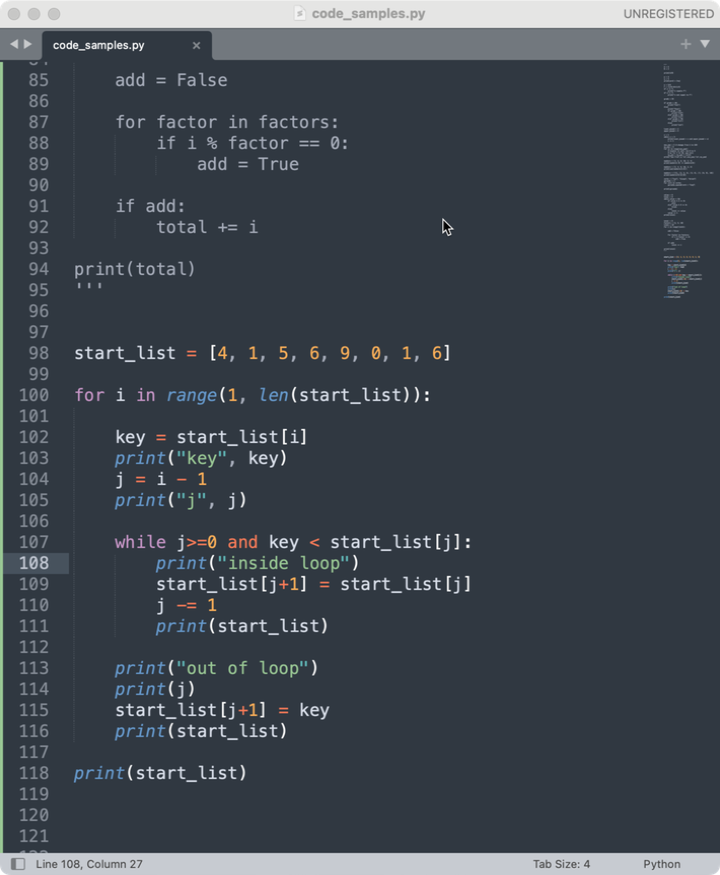 code_samples.py
UNREGISTERED
code_samples.py ×
85 add = False
86
87 for factor in factors:
88 if i % factor == 0:
89 add = True
90
91 if add:
92 total += i
93
94 print(total)
95 '''
96
97
98 start_list = [4, 1, 5, 6, 9, 0, 1, 6]
99
100 for i in range(1, len(start_list)):
101
102 key = start_list[i]
103 print("key", key)
104 j = i - 1
105 print("j", j)
106
107 while j>=0 and key < start_list[j]:
108 print("inside loop")
109 start_list[j+1] = start_list[j]
110 j -= 1
111 print(start_list)
112
113 print("out of loop")
114 print(j)
115 start_list[j+1] = key
116 print(start_list)
117
118 print(start_list)
119
120
121
Line 108, Column 27
Tab Size: 4
Python